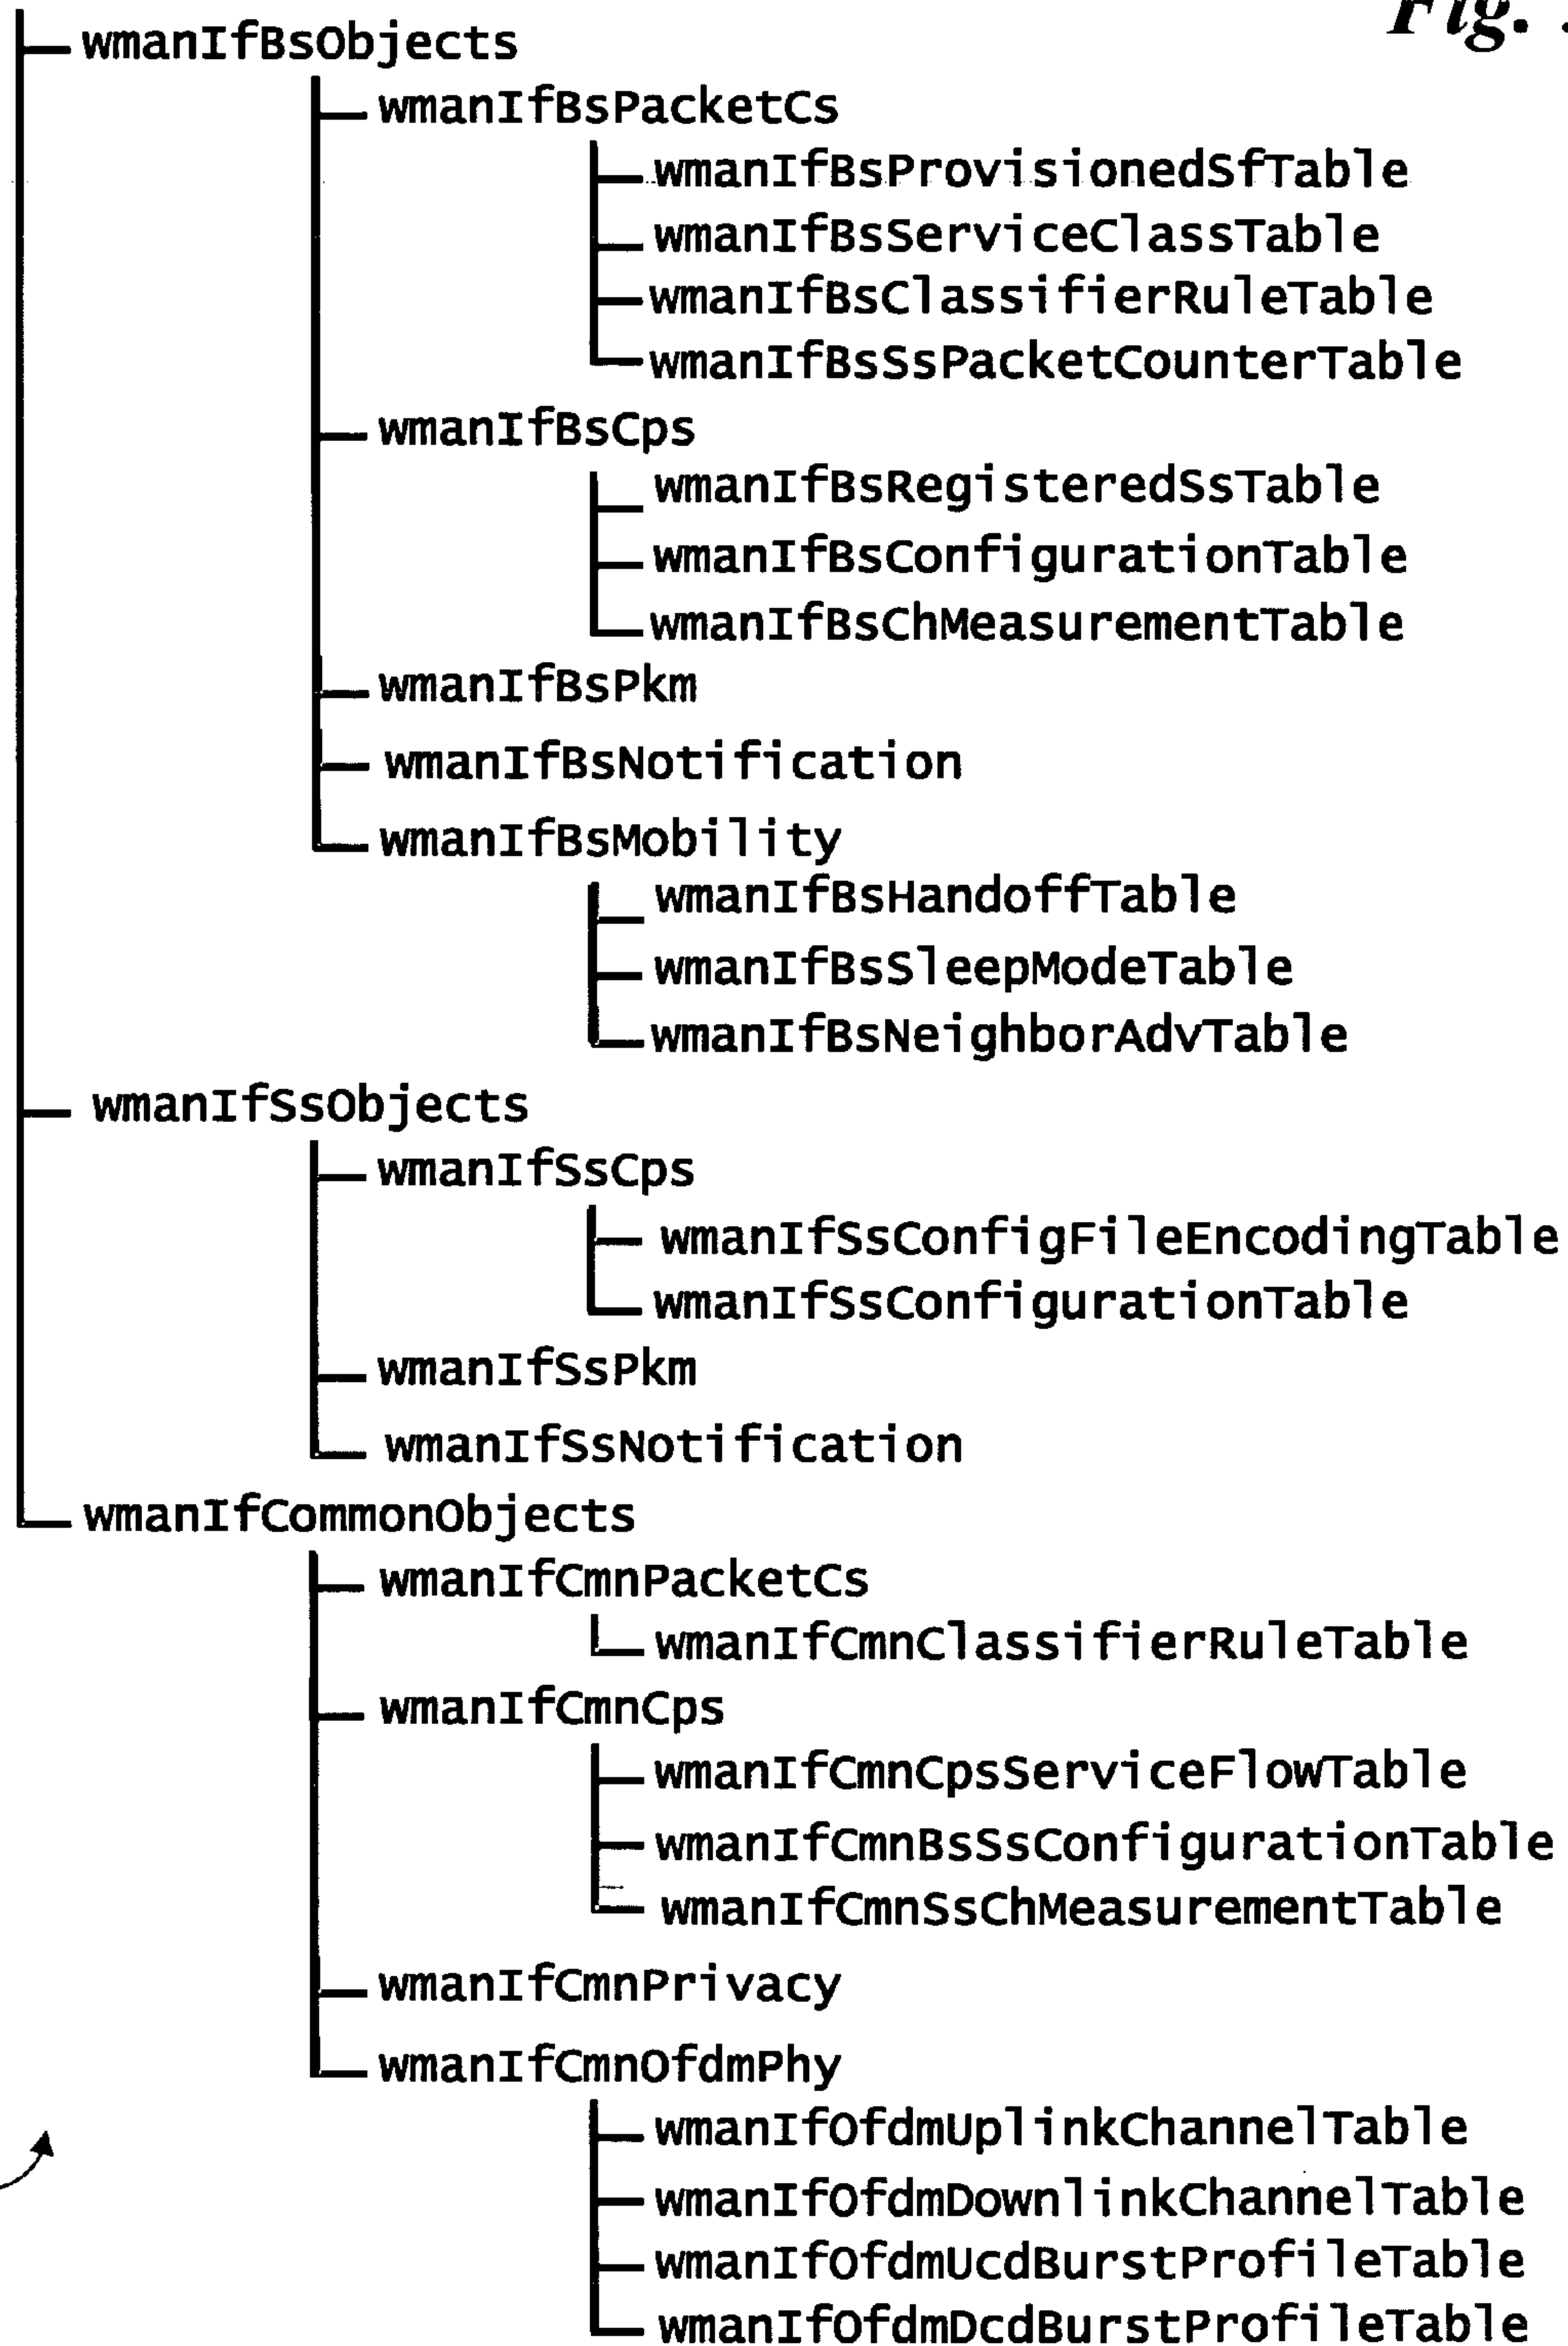 Fig.
wmanIfBsObjects
wmanIfBsPacketCs
wmanIfBsProvisionedSfTable
wmanIfBsServiceClassTable
wmanIfBsClassifierRuleTable
wmanIfBsSsPacketCounterTable
wmanIfBsCps
wmanIfBsRegisteredSsTable
wmanIfBsConfigurationTable
wmanIfBsChMeasurementTable
wmanIfBsPkm
wmanIfBsNotification
wmanIfBsMobility
wmanIfBsHandoffTable
wmanIfBsSleepModeTable
wmanIfBsNeighborAdvTable
wmanIfSsObjects
wmanIfSsCps
wmanIfSsConfigFileEncodingTable
wmanIfSsConfigurationTable
wmanIfSsPkm
wmanIfSsNotification
wmanIfCommonObjects
wmanIfCmnPacketCs
wmanIfCmnClassifierRuleTable
wmanIfCmnCps
wmanIfCmnCpsServiceFlowTable
wmanIfCmnBsSsConfigurationTable
wmanIfCmnSsChMeasurementTable
wmanIfCmnPrivacy
wmanIfCmnOfdmPhy
wmanIfOfdmUplinkChannelTable
wmanIfOfdmDownlinkChannelTable
wmanIfOfdmUcdBurstProfileTable
wmanIfOfdmDcdBurstProfileTable